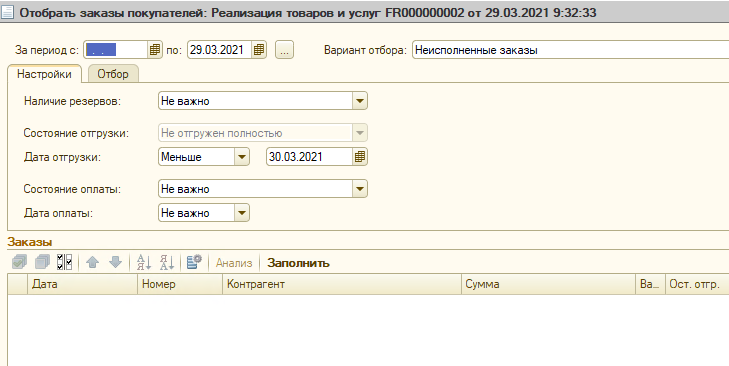 Отобрать заказы покупателей: Реализация товаров и услуг FR000000002 от 29.03.2021 9:32:33
За период с: . . по: 29.03.2021 ... Вариант отбора: Неисполненные заказы
Настройки Отбор
Наличие резервов: Не важно
Состояние отгрузки: Не отгружен полностью
Дата отгрузки: Меньше 30.03.2021
Состояние оплаты: Не важно
Дата оплаты: Не важно
Заказы
Анализ Заполнить
Дата Номер Контрагент Сумма Ва... Ост. отгр.